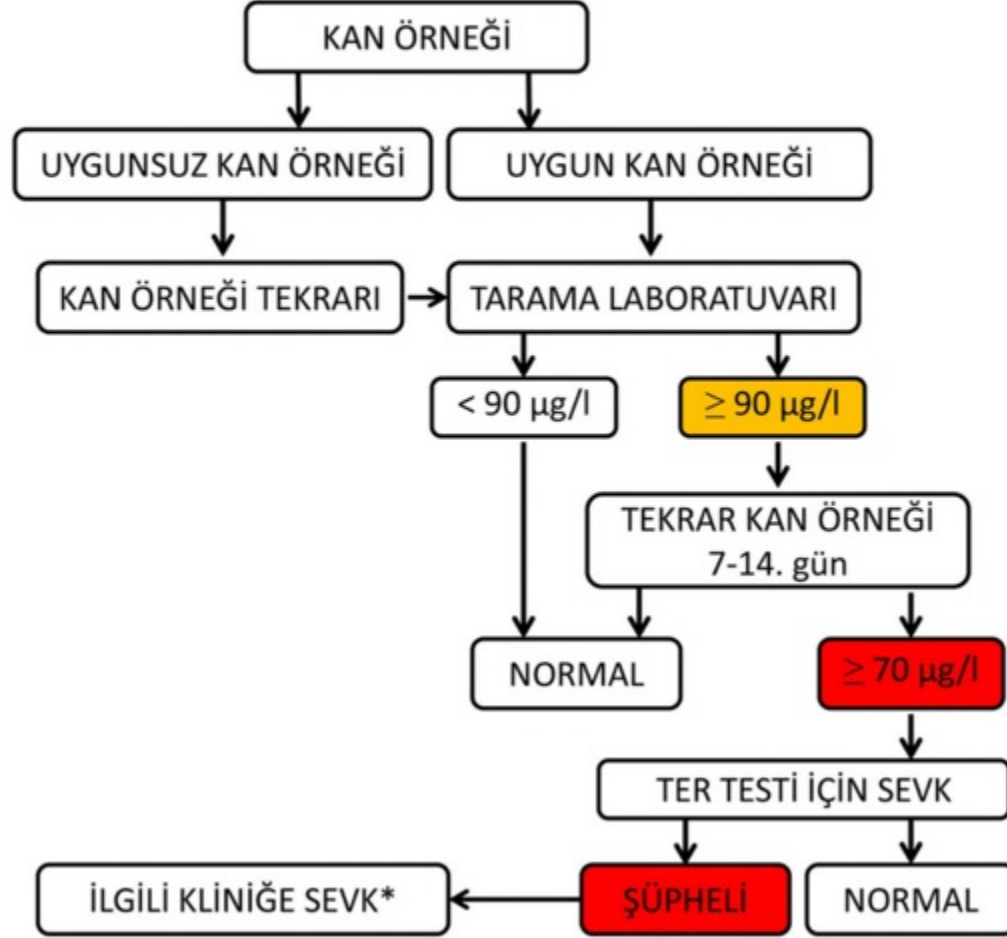 KAN ÖRNEĞİ
UYGUNSUZ KAN ÖRNEĞİ
UYGUN KAN ÖRNEĞİ
KAN ÖRNEĞİ TEKRARI
TARAMA LABORATUVARI
< 90 µg/l
≥ 90 µg/l
TEKRAR KAN ÖRNEĞİ
7-14. gün
NORMAL
≥ 70 µg/l
TER TESTİ İÇİN SEVK
İLGİLİ KLİNİĞE SEVK*
ŞÜPHELİ
NORMAL